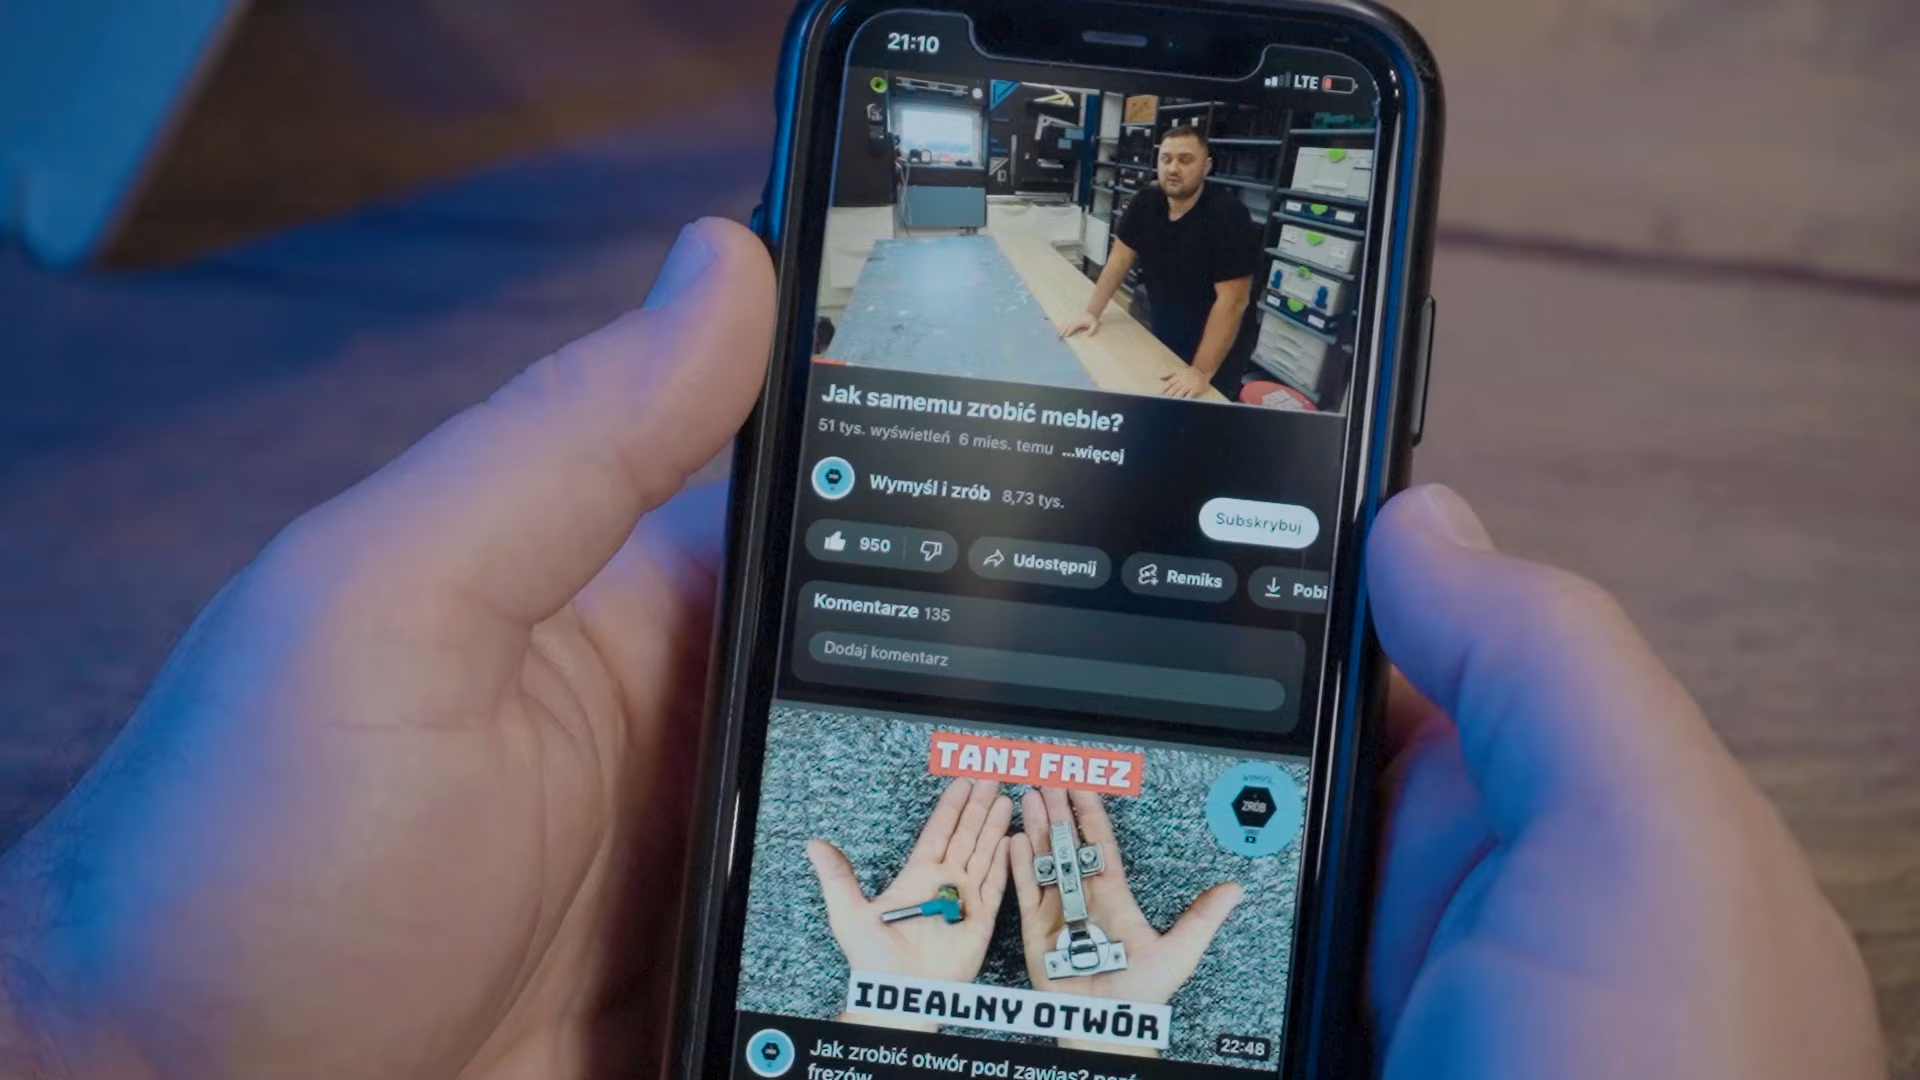 21:10
LTE
Jak samemu zrobić meble?
51 tys. wyświetleń 6 mies. temu ...więcej
Wymyśl i zrób 8,73 tys.
Subskrybuj
950
Udostępnij
Remiks
Pobi
Komentarze 135
Dodaj komentarz
TANI FREZ
WYMYŚL
ZRÓB
IDEALNY OTWÓR
22:48
Jak zrobić otwór pod zawias?
frezów